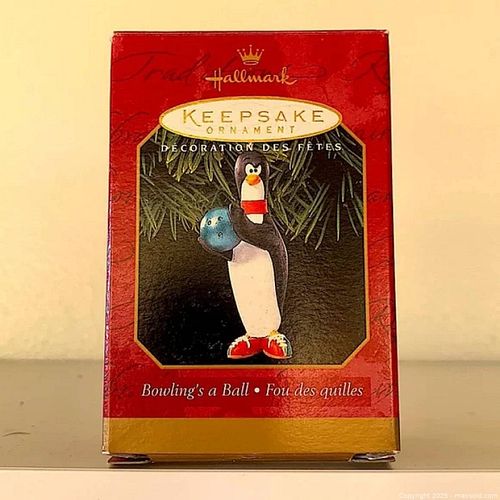 Hallmark
KEEPSAKE
ORNAMENT
DÉCORATION DES FÊTES
Bowling's a Ball • Fou des quilles